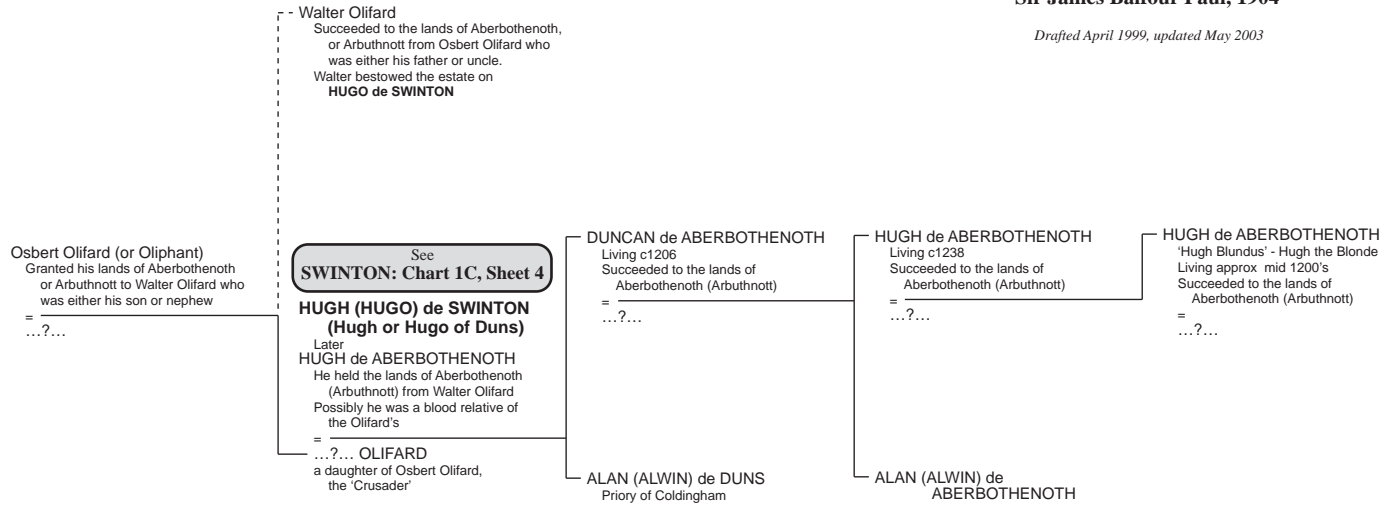 Sir James Balfour Paul, 1904
Drafted April 1999, updated May 2003
Walter Olifard
Succeeded to the lands of Aberbothenoth,
or Arbuthnott from Osbert Olifard who
was either his father or uncle.
Walter bestowed the estate on
HUGO de SWINTON
Osbert Olifard (or Oliphant)
Granted his lands of Aberbothenoth
or Arbuthnott to Walter Olifard who
was either his son or nephew
=
...?...
See
SWINTON: Chart 1C, Sheet 4
HUGH (HUGO) de SWINTON
(Hugh or Hugo of Duns)
Later
HUGH de ABERBOTHENOTH
He held the lands of Aberbothenoth
(Arbuthnott) from Walter Olifard
Possibly he was a blood relative of
the Olifard's
=
...?... OLIFARD
a daughter of Osbert Olifard,
the 'Crusader'
DUNCAN de ABERBOTHENOTH
Living c1206
Succeeded to the lands of
Aberbothenoth (Arbuthnott)
=
...?...
ALAN (ALWIN) de DUNS
Priory of Coldingham
HUGH de ABERBOTHENOTH
Living c1238
Succeeded to the lands of
Aberbothenoth (Arbuthnott)
=
...?...
ALAN (ALWIN) de
ABERBOTHENOTH
HUGH de ABERBOTHENOTH
'Hugh Blundus' - Hugh the Blonde
Living approx mid 1200's
Succeeded to the lands of
Aberbothenoth (Arbuthnott)
=
...?...